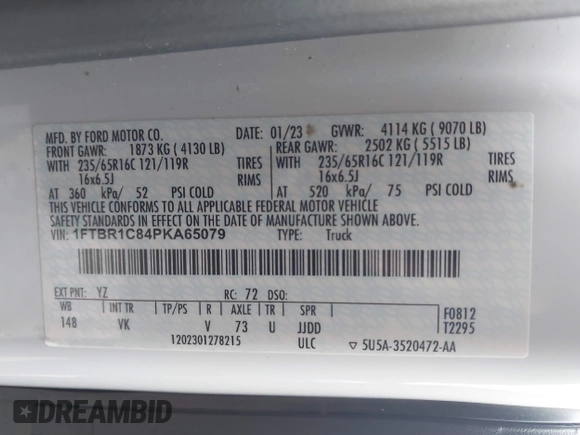 MFD. BY FORD MOTOR CO. DATE: 01/23 GVWR: 4114 KG ( 9070 LB)
FRONT GAWR: 1873 KG ( 4130 LB) REAR GAWR: 2502 KG ( 5515 LB)
WITH 235/65R16C 121/119R TIRES WITH 235/65R16C 121/119R TIRES
16x6.5J RIMS 16x6.5J RIMS
AT 360 kPa/ 52 PSI COLD AT 520 kPa/ 75 PSI COLD
THIS VEHICLE CONFORMS TO ALL APPLICABLE FEDERAL MOTOR VEHICLE
SAFETY STANDARDS IN EFFECT ON THE DATE OF MANUFACTURE SHOWN ABOVE.
VIN: 1FTBR1C84PKA65079 TYPE: Truck
EXT PNT: YZ RC: 72 DSO:
WB INT TR TP/PS R AXLE TR SPR F0812
148 VK V 73 U JJDD T2295
1202301278215 ULC ▽ 5U5A-3520472-AA
DREAMBID